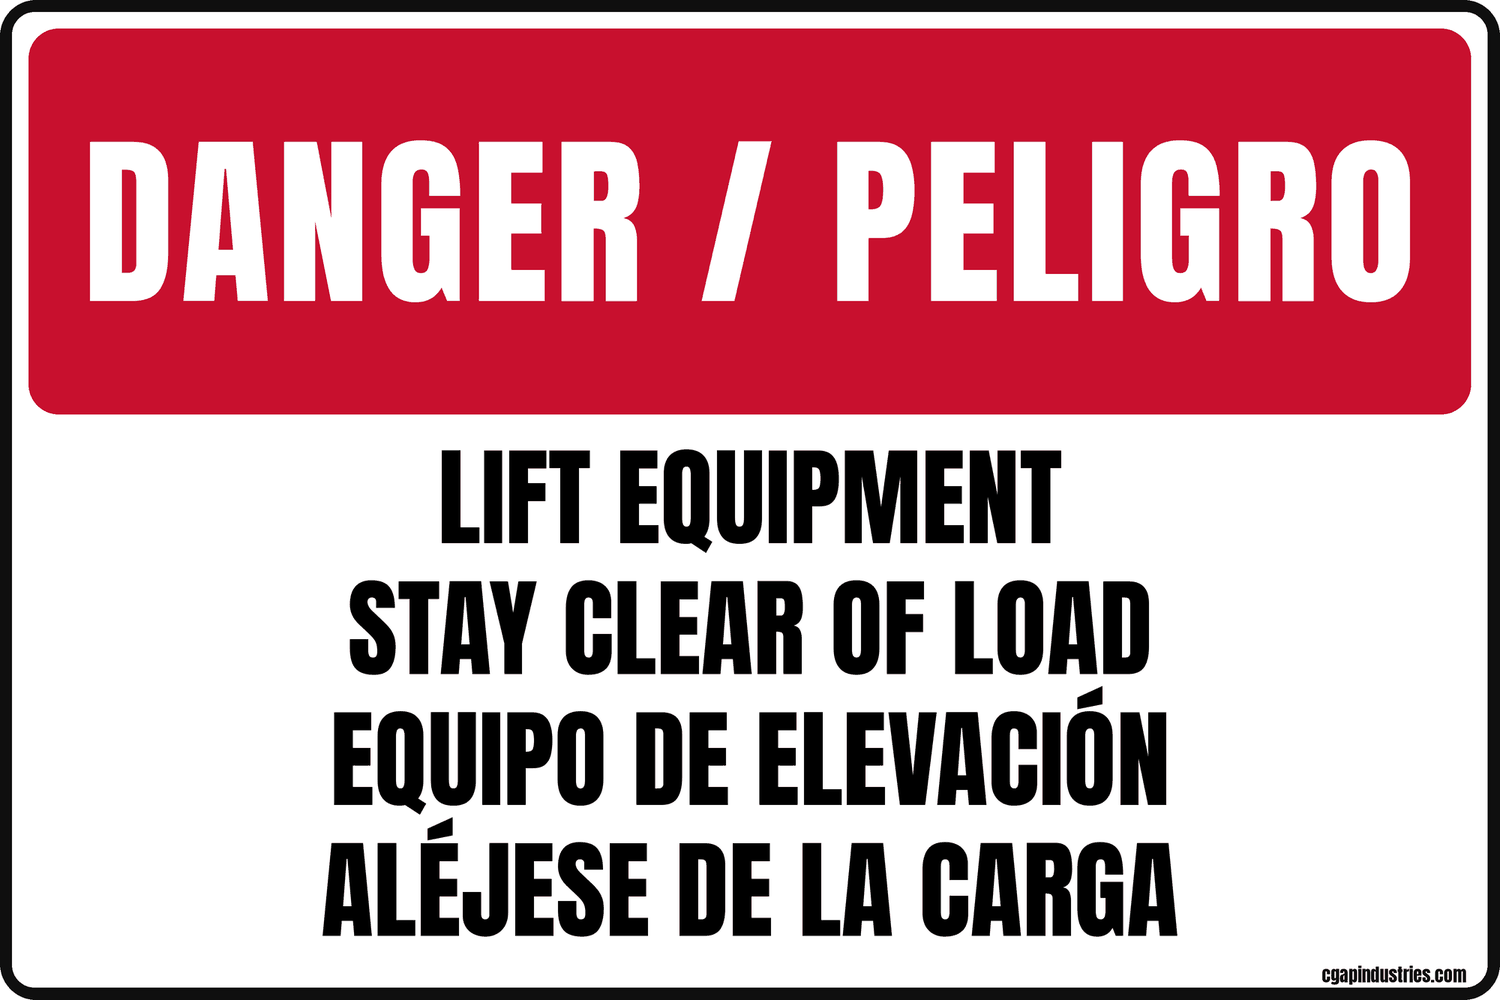 DANGER / PELIGRO
LIFT EQUIPMENT
STAY CLEAR OF LOAD
EQUIPO DE ELEVACIÓN
ALÉJESE DE LA CARGA
cgapindustries.com